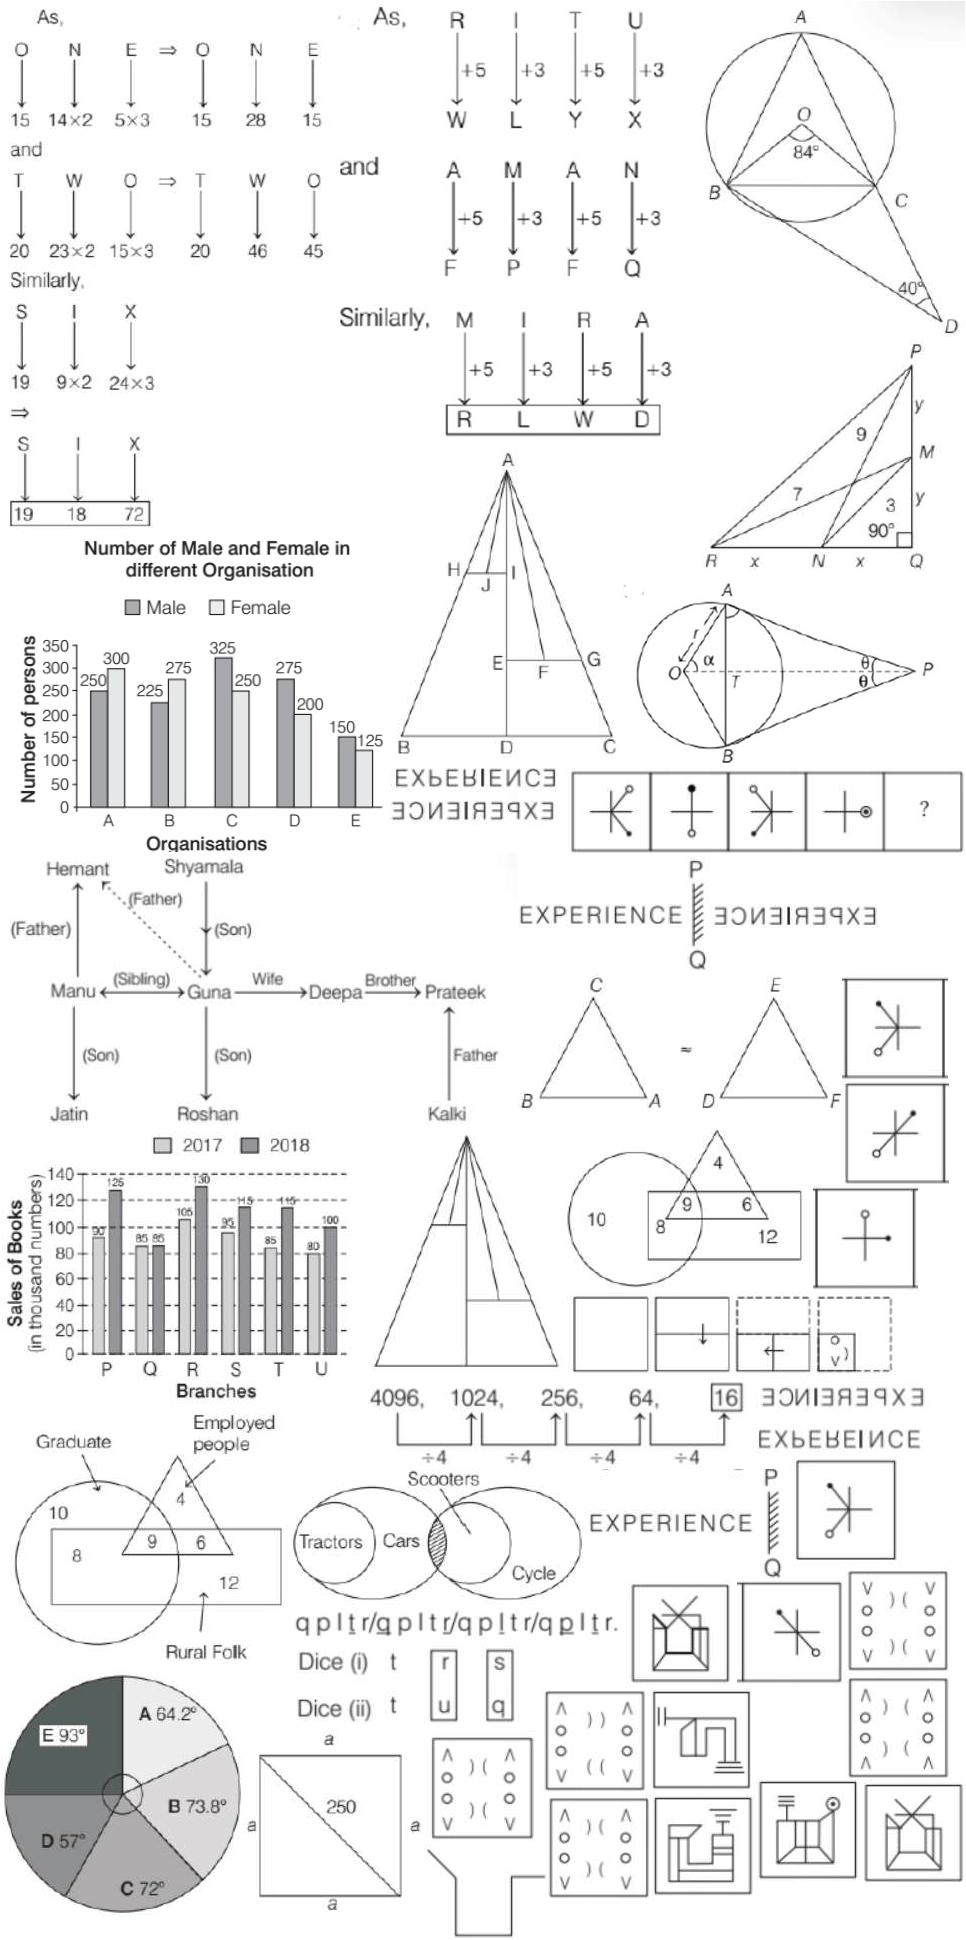 As,
O N E ⇒ O N E
15 14×2 5×3 15 28 15
and
T W O ⇒ T W O
20 23×2 15×3 20 46 45
Similarly,
S I X
19 9×2 24×3
⇒
S I X
19 18 72
As, R I T U
+5 +3 +5 +3
W L Y X
and A M A N
+5 +3 +5 +3
F P F Q
Similarly, M I R A
+5 +3 +5 +3
R L W D
A
O
84°
B C
40°
D
P
y
9
M
7
3 y
90°
R x N x Q
A
H J I
E F G
B D C
A
r
O α T θ P
θ
B
Number of Male and Female in
different Organisation
Male Female
Number of persons
350
300
250
200
150
100
50
0
250 300
225 275
325 250
275 200
150 125
A B C D E
Organisations
EXPERIENCE
EXPERIENCE
?
P
EXPERIENCE EXPERIENCE
Q
Hemant Shyamala
(Father) (Father) (Son)
Manu (Sibling) Guna Wife Deepa Brother Prateek
(Son) (Son) Father
Jatin Roshan Kalki
C E
≈
B A D F
2017 2018
Sales of Books
(in thousand numbers)
140
120
100
80
60
40
20
0
90 125
85 85
105 130
95 115
85 115
80 100
P Q R S T U
Branches
4
10 9 6
8 12
4096, 1024, 256, 64, 16
÷4 ÷4 ÷4 ÷4
EXPEREINCE
EXPEREINCE
P
EXPERIENCE
Q
Graduate Employed
people
10 4
8 9 6
12
Rural Folk
Scooters
Tractors Cars
Cycle
q p l t r/q p l t r/q p l t r/q p l t r.
Dice (i) t r s
Dice (ii) t u q
E 93° A 64.2°
B 73.8°
D 57°
C 72°
a
250
a a
a